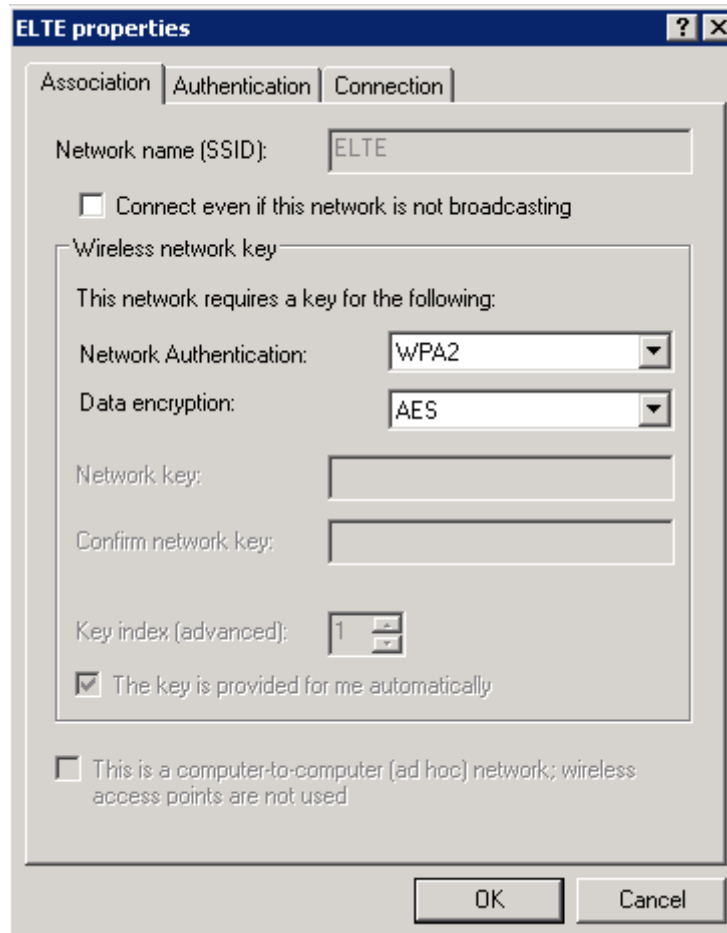 ELTE properties
Association Authentication Connection
Network name (SSID): ELTE
Connect even if this network is not broadcasting
Wireless network key
This network requires a key for the following:
Network Authentication: WPA2
Data encryption: AES
Network key:
Confirm network key:
Key index (advanced): 1
The key is provided for me automatically
This is a computer-to-computer (ad hoc) network; wireless
access points are not used
OK Cancel